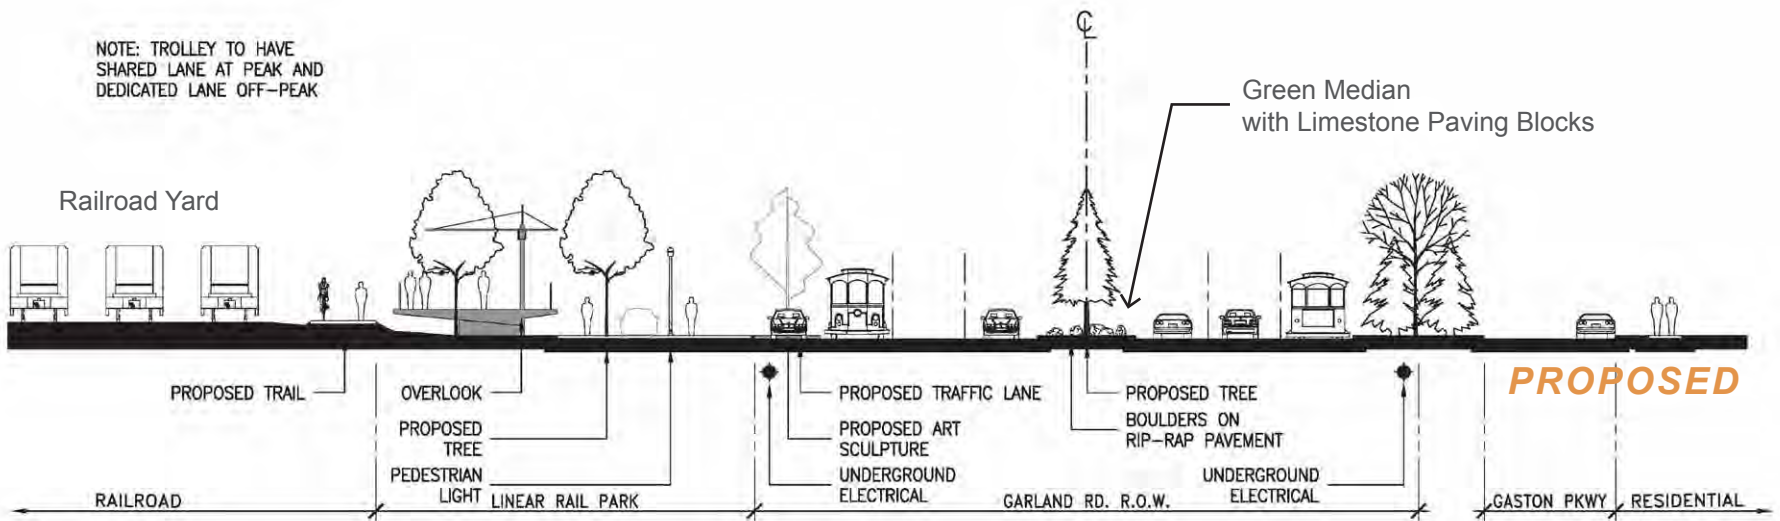 NOTE: TROLLEY TO HAVE
SHARED LANE AT PEAK AND
DEDICATED LANE OFF-PEAK
℄
Green Median
with Limestone Paving Blocks
Railroad Yard
PROPOSED TRAIL
OVERLOOK
PROPOSED
TREE
PEDESTRIAN
LIGHT
PROPOSED TRAFFIC LANE
PROPOSED ART
SCULPTURE
UNDERGROUND
ELECTRICAL
PROPOSED TREE
BOULDERS ON
RIP-RAP PAVEMENT
UNDERGROUND
ELECTRICAL
PROPOSED
RAILROAD
LINEAR RAIL PARK
GARLAND RD. R.O.W.
GASTON PKWY
RESIDENTIAL